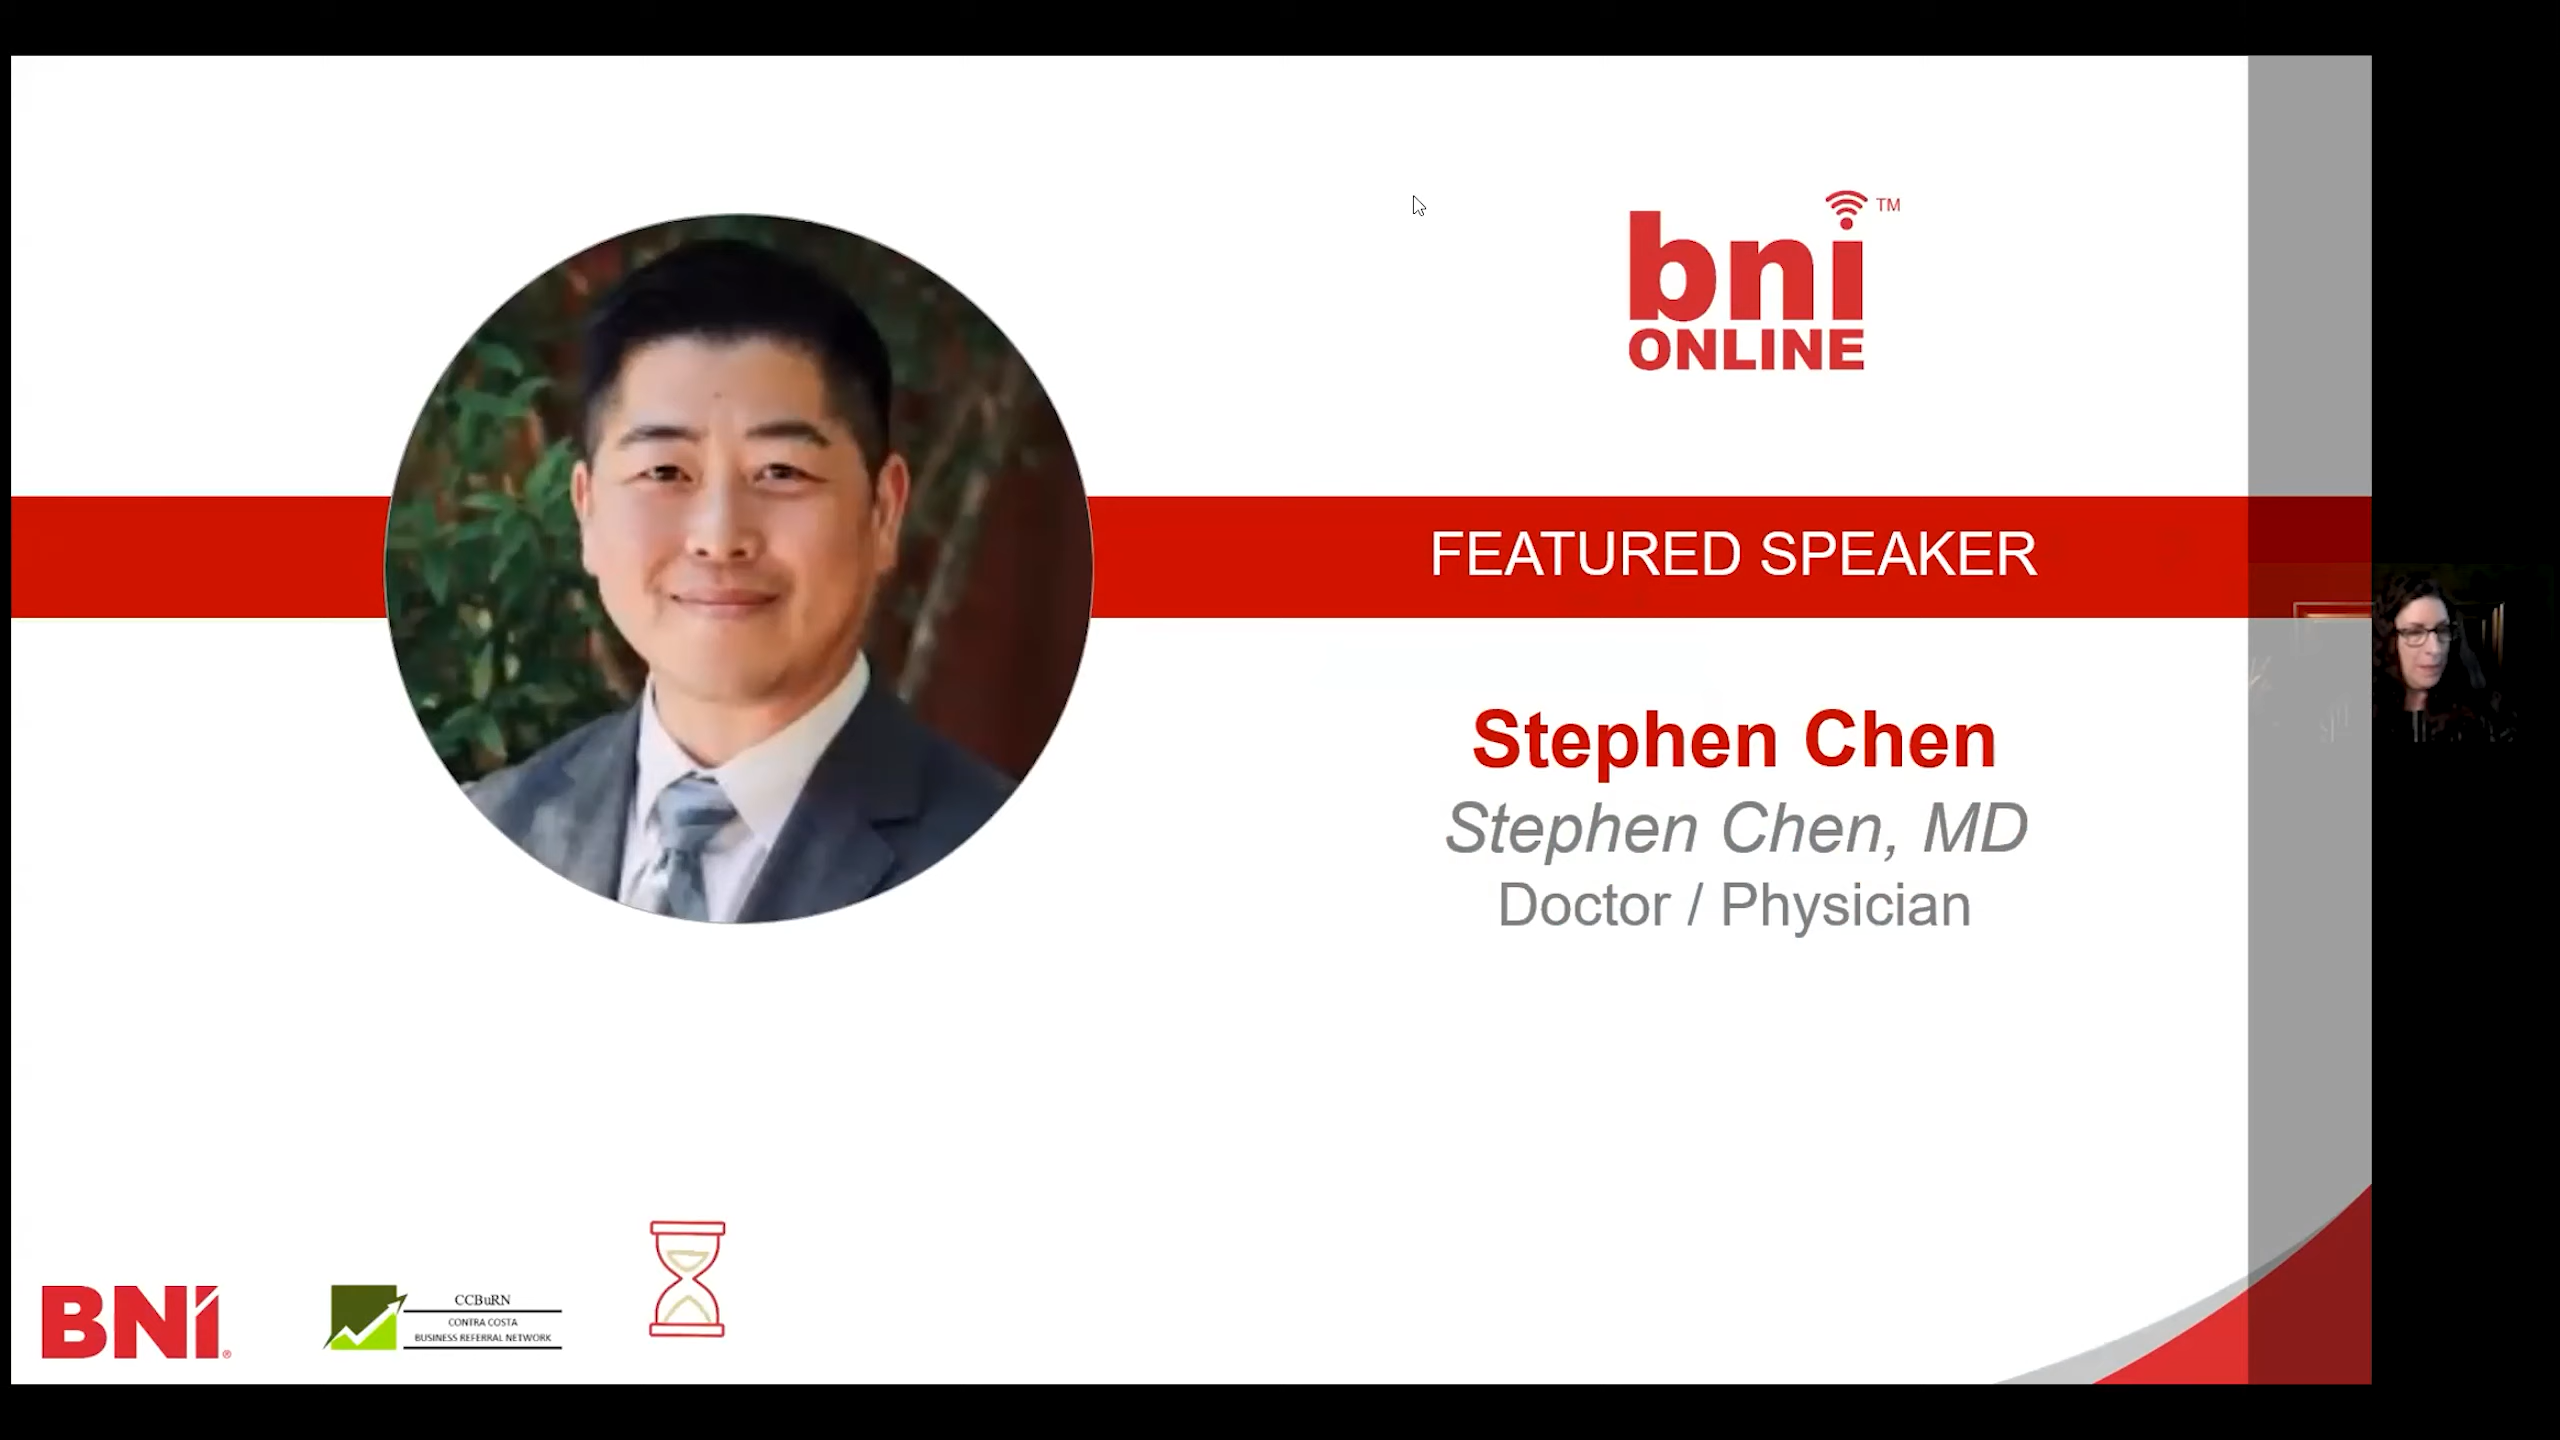 bni TM
ONLINE
FEATURED SPEAKER
Stephen Chen
Stephen Chen, MD
Doctor / Physician
BNI®
CCBuRN
CONTRA COSTA
BUSINESS REFERRAL NETWORK